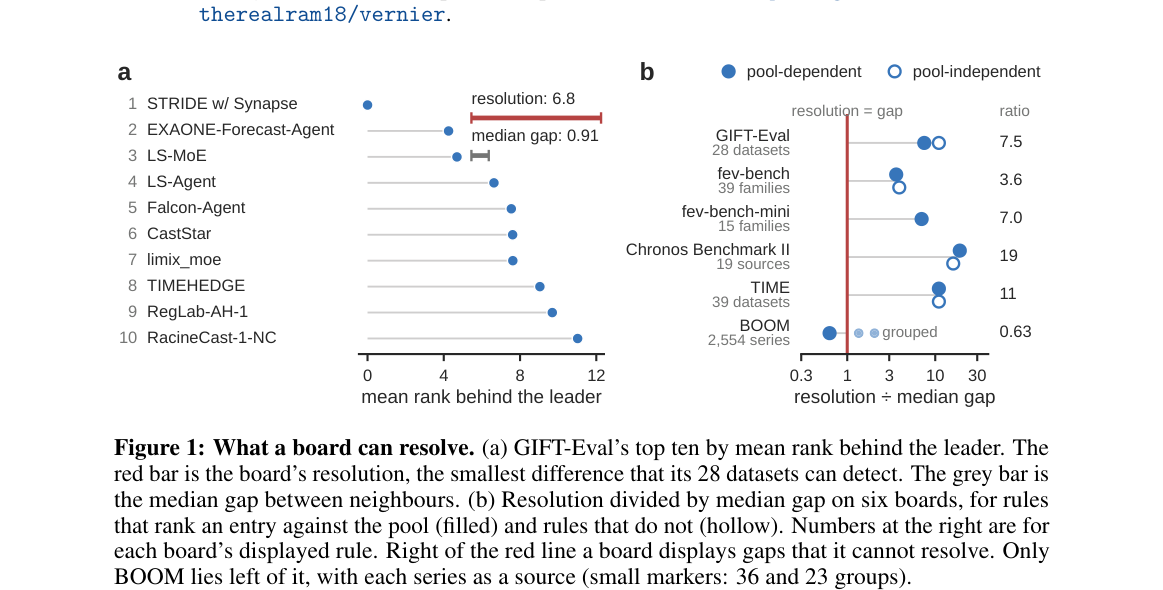 therealram18/vernier.
a
1 STRIDE w/ Synapse
2 EXAONE-Forecast-Agent
3 LS-MoE
4 LS-Agent
5 Falcon-Agent
6 CastStar
7 limix_moe
8 TIMEHEDGE
9 RegLab-AH-1
10 RacineCast-1-NC
resolution: 6.8
median gap: 0.91
0 4 8 12
mean rank behind the leader
b
pool-dependent pool-independent
resolution = gap ratio
GIFT-Eval 7.5
28 datasets
fev-bench 3.6
39 families
fev-bench-mini 7.0
15 families
Chronos Benchmark II 19
19 sources
TIME 11
39 datasets
BOOM grouped 0.63
2,554 series
0.3 1 3 10 30
resolution ÷ median gap
Figure 1: What a board can resolve. (a) GIFT-Eval's top ten by mean rank behind the leader. The
red bar is the board's resolution, the smallest difference that its 28 datasets can detect. The grey bar is
the median gap between neighbours. (b) Resolution divided by median gap on six boards, for rules
that rank an entry against the pool (filled) and rules that do not (hollow). Numbers at the right are for
each board's displayed rule. Right of the red line a board displays gaps that it cannot resolve. Only
BOOM lies left of it, with each series as a source (small markers: 36 and 23 groups).